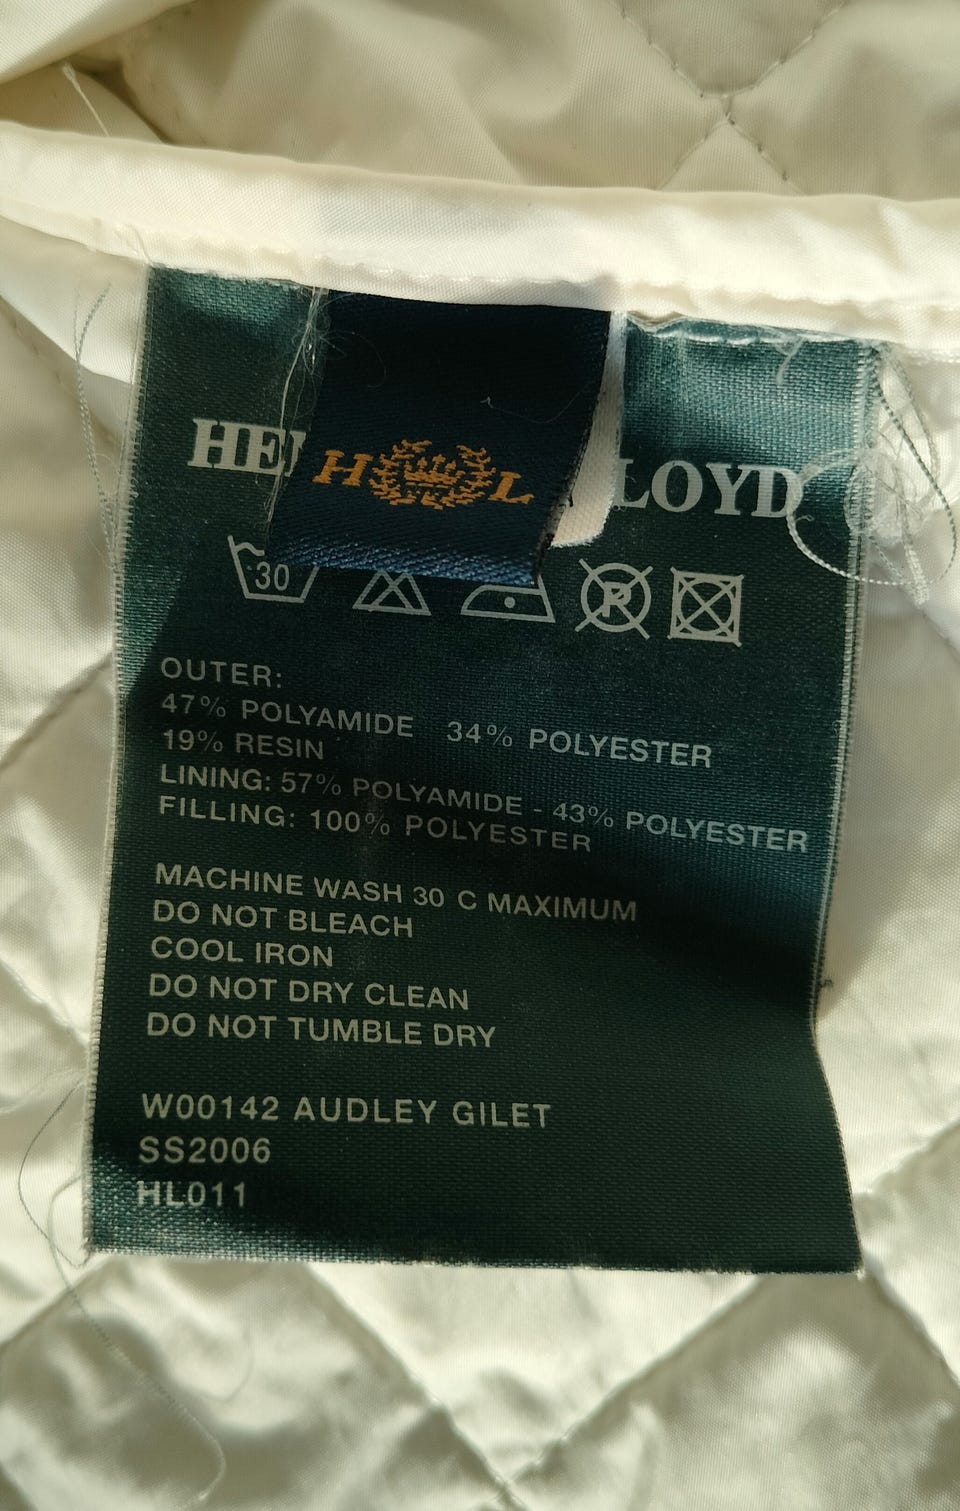 HE LOYD
H L
30
P
OUTER:
47% POLYAMIDE 34% POLYESTER
19% RESIN
LINING: 57% POLYAMIDE - 43% POLYESTER
FILLING: 100% POLYESTER
MACHINE WASH 30 C MAXIMUM
DO NOT BLEACH
COOL IRON
DO NOT DRY CLEAN
DO NOT TUMBLE DRY
W00142 AUDLEY GILET
SS2006
HL011